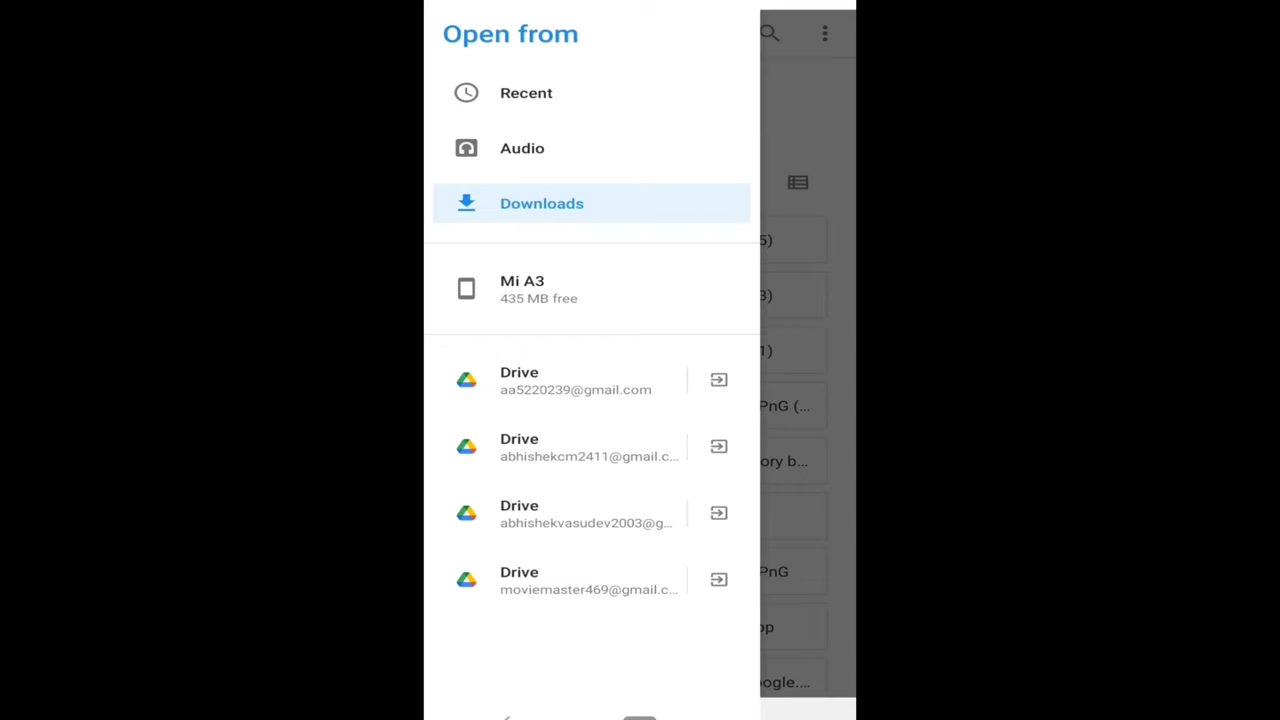 Open from
Recent
Audio
Downloads
5)
Mi A3
435 MB free
3)
1)
Drive
aa5220239@gmail.com
PnG (...
Drive
abhishekcm2411@gmail.c...
ory b...
Drive
abhishekvasudev2003@g...
Drive
moviemaster469@gmail.c...
PnG
pp
ogle....